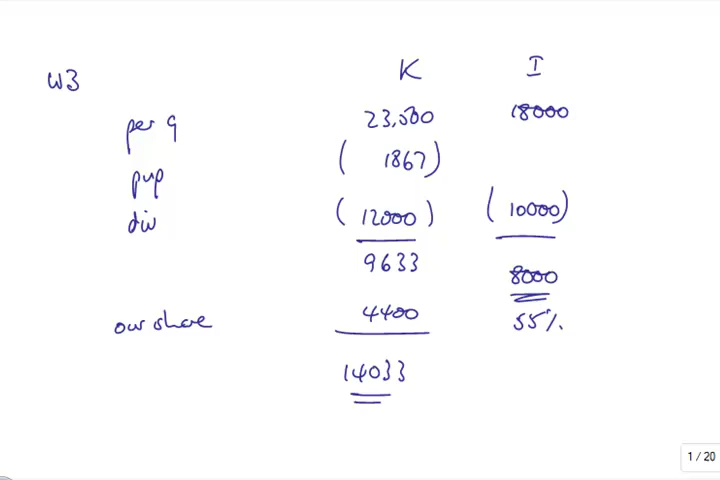 W3 K I
per q 23,500 18000
pup ( 1867 )
div ( 12000 ) ( 10000 )
9633 8000
our share 4400 55%
14033
1 / 20